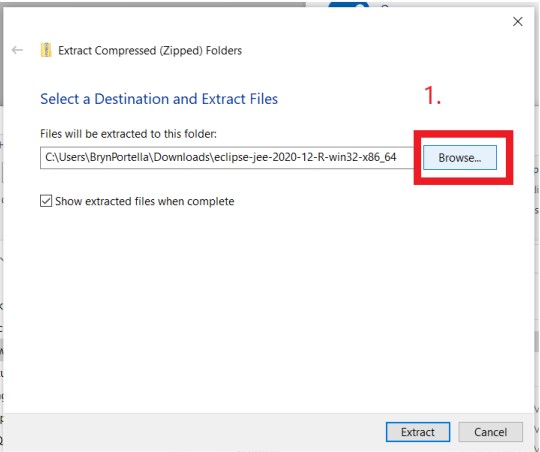 Extract Compressed (Zipped) Folders
Select a Destination and Extract Files
1.
Files will be extracted to this folder:
C:\Users\BrynPortella\Downloads\eclipse-jee-2020-12-R-win32-x86_64
Browse...
Show extracted files when complete
Extract
Cancel